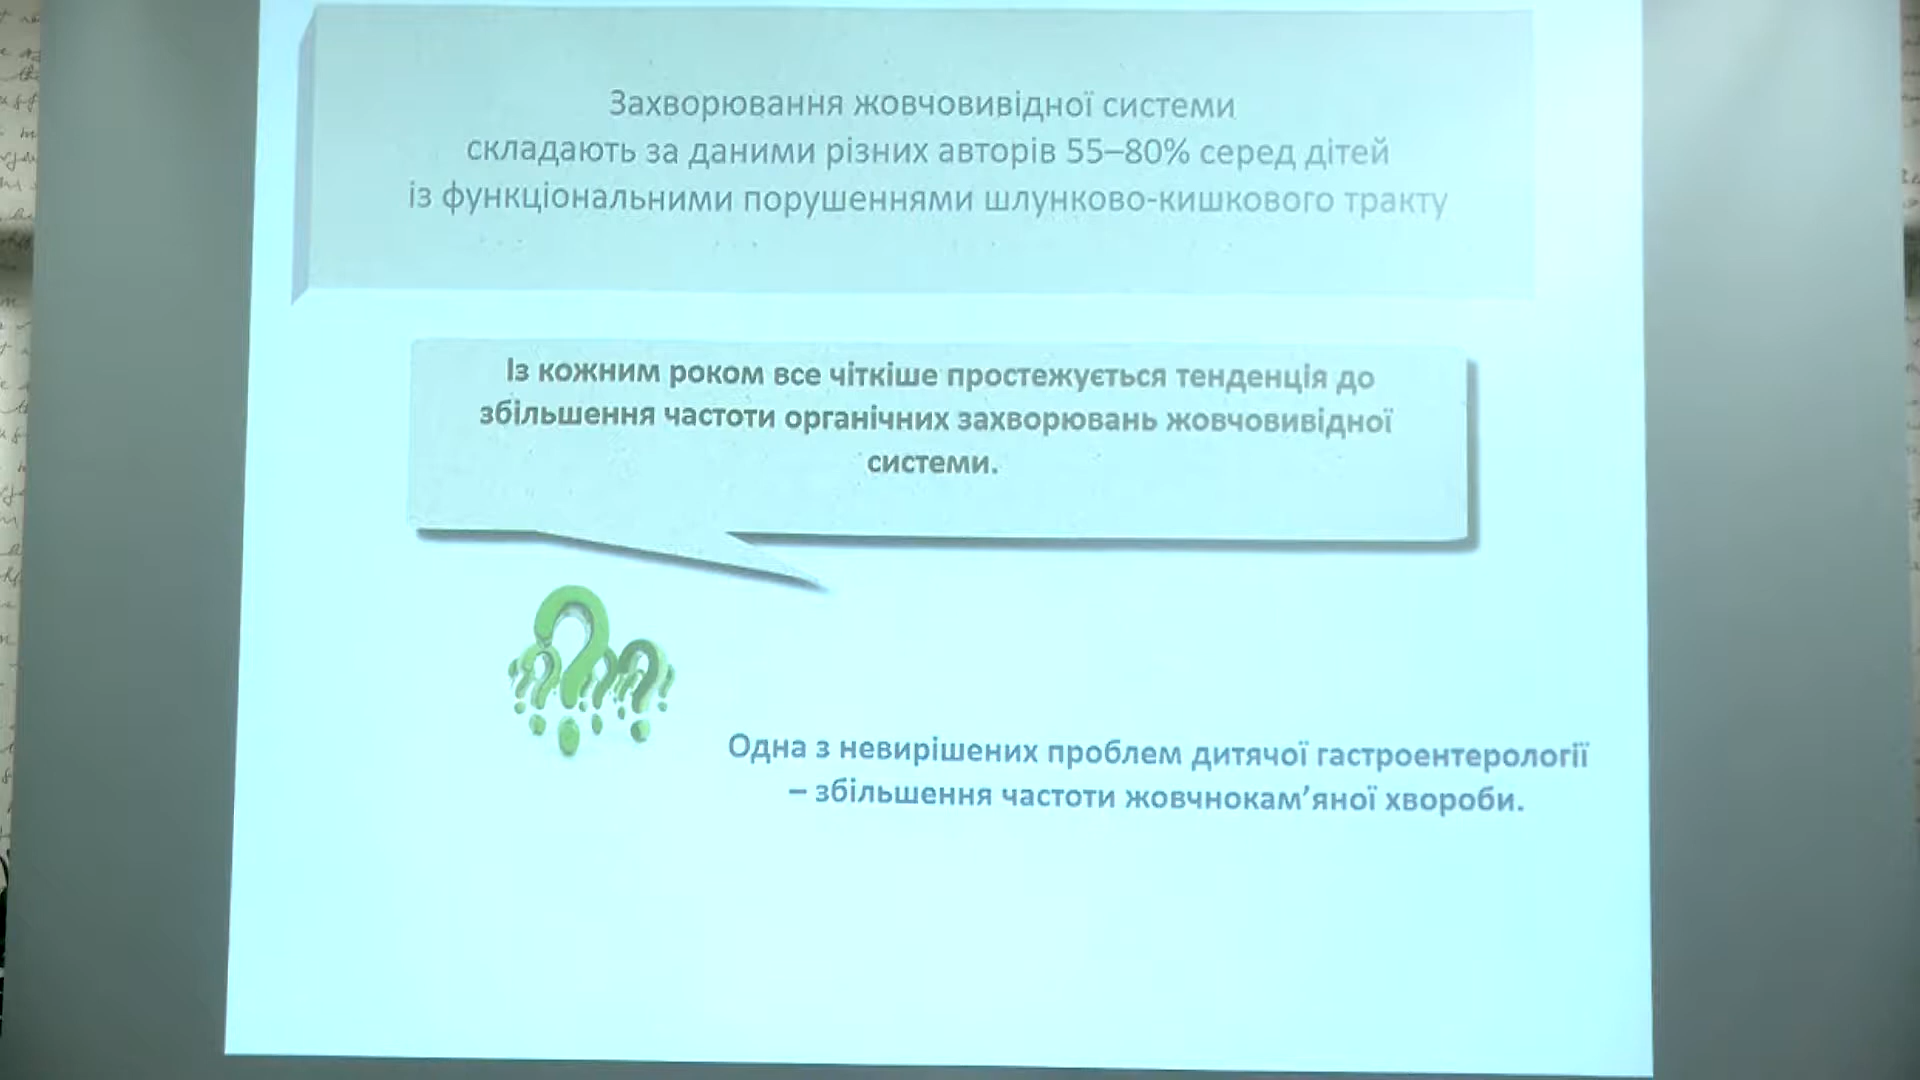 Захворювання жовчовивідної системи
складають за даними різних авторів 55–80% серед дітей
із функціональними порушеннями шлунково-кишкового тракту
Із кожним роком все чіткіше простежується тенденція до
збільшення частоти органічних захворювань жовчовивідної
системи.
Одна з невирішених проблем дитячої гастроентерології
– збільшення частоти жовчнокам’яної хвороби.